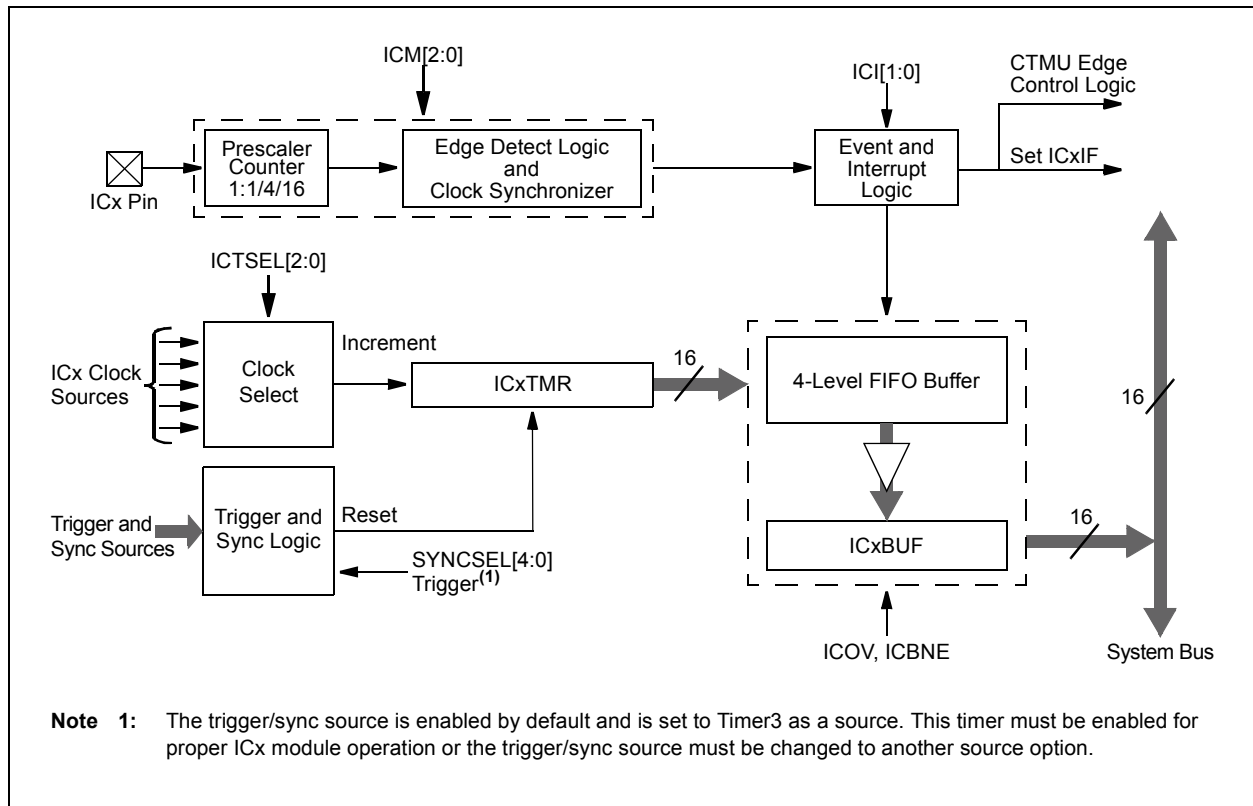 ICM[2:0]
ICI[1:0]
CTMU Edge
Control Logic
Prescaler
Counter
1:1/4/16
Edge Detect Logic
and
Clock Synchronizer
Event and
Interrupt
Logic
Set ICxIF
ICx Pin
ICTSEL[2:0]
ICx Clock
Sources
Clock
Select
Increment
ICxTMR
16
4-Level FIFO Buffer
16
Trigger and
Sync Sources
Trigger and
Sync Logic
Reset
SYNCSEL[4:0]
Trigger(1)
ICxBUF
16
ICOV, ICBNE
System Bus
Note 1: The trigger/sync source is enabled by default and is set to Timer3 as a source. This timer must be enabled for
proper ICx module operation or the trigger/sync source must be changed to another source option.